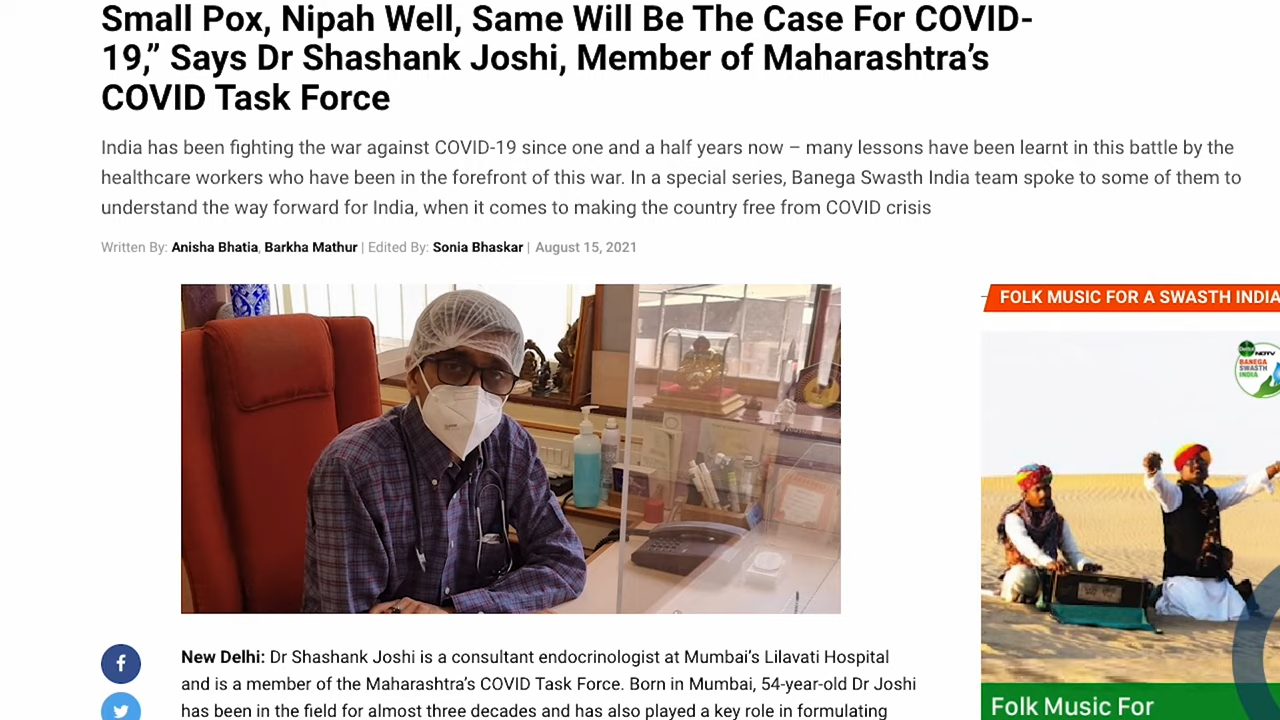 Small Pox, Nipah Well, Same Will Be The Case For COVID-
19,” Says Dr Shashank Joshi, Member of Maharashtra’s
COVID Task Force
India has been fighting the war against COVID-19 since one and a half years now – many lessons have been learnt in this battle by the
healthcare workers who have been in the forefront of this war. In a special series, Banega Swasth India team spoke to some of them to
understand the way forward for India, when it comes to making the country free from COVID crisis
Written By: Anisha Bhatia, Barkha Mathur | Edited By: Sonia Bhaskar | August 15, 2021
FOLK MUSIC FOR A SWASTH INDIA
NDTV
BANEGA
SWASTH
INDIA
New Delhi: Dr Shashank Joshi is a consultant endocrinologist at Mumbai’s Lilavati Hospital
and is a member of the Maharashtra’s COVID Task Force. Born in Mumbai, 54-year-old Dr Joshi
has been in the field for almost three decades and has also played a key role in formulating
Folk Music For